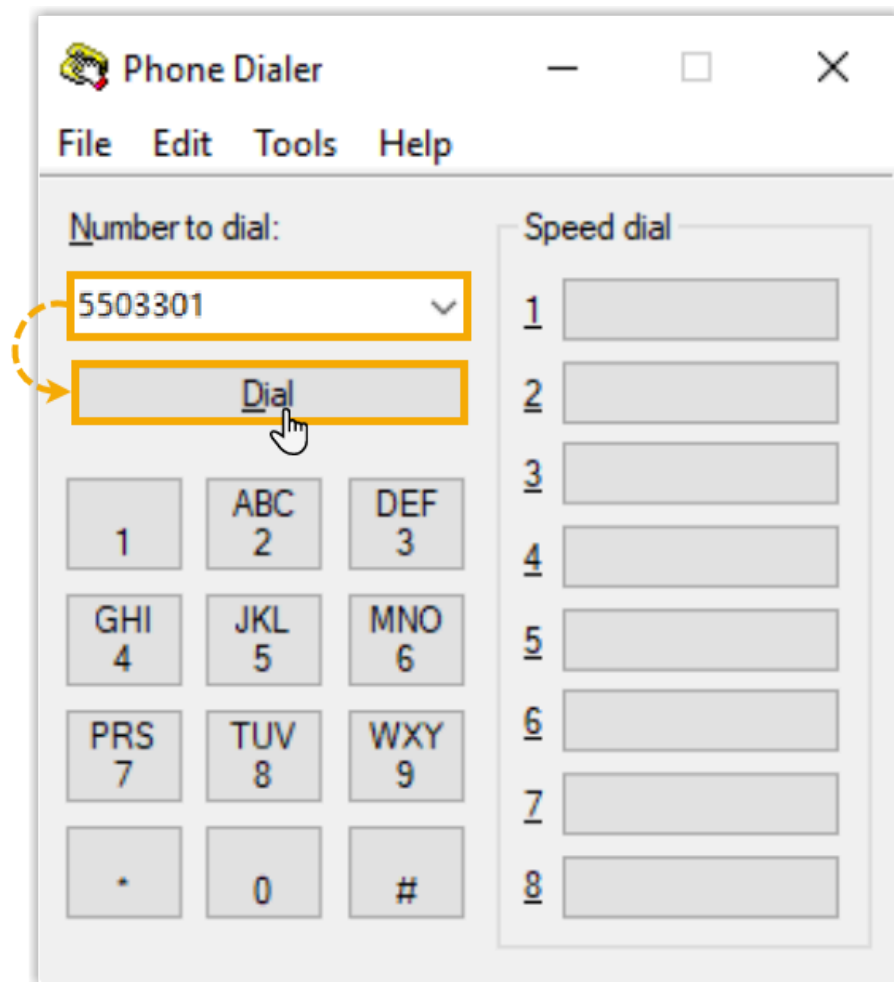 Phone Dialer
File Edit Tools Help
Number to dial:
5503301
Dial
1
ABC
2
DEF
3
GHI
4
JKL
5
MNO
6
PRS
7
TUV
8
WXY
9
*
0
#
Speed dial
1
2
3
4
5
6
7
8